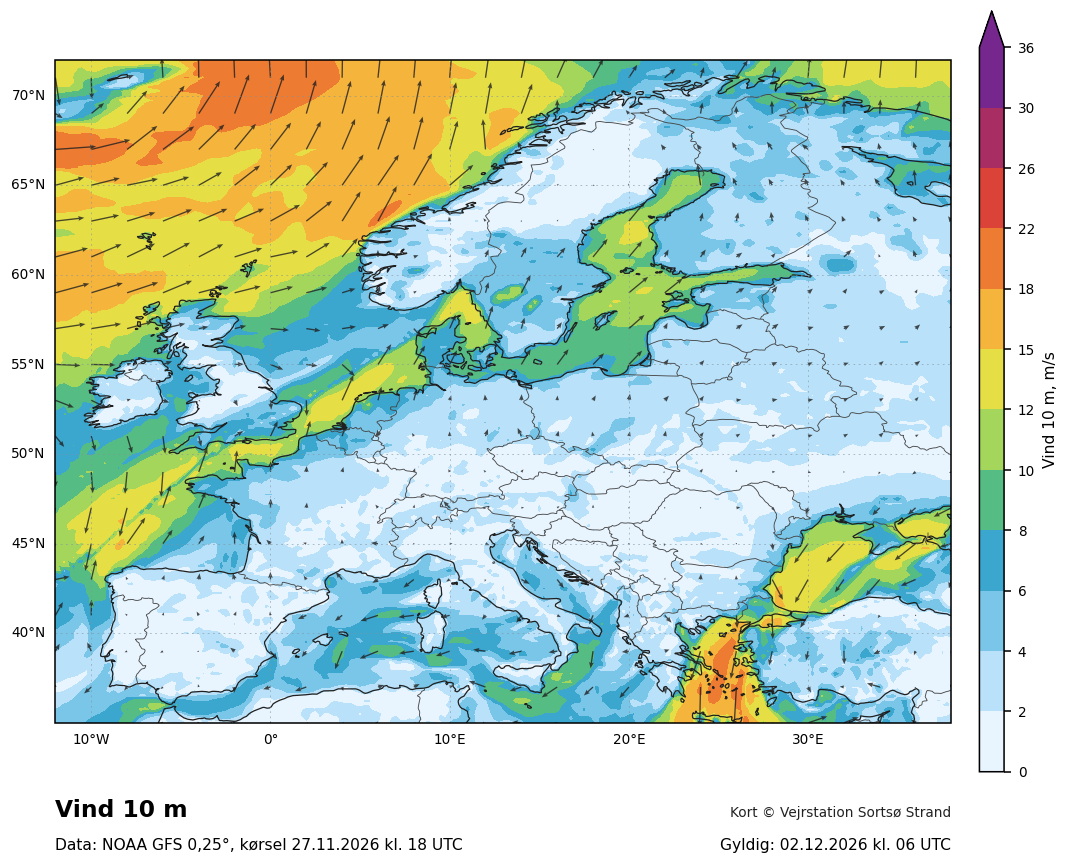 36
30
26
22
18
15
12
10
8
6
4
2
0
Vind 10 m, m/s
70°N
65°N
60°N
55°N
50°N
45°N
40°N
10°W
0°
10°E
20°E
30°E
Vind 10 m
Kort © Vejrstation Sortsø Strand
Data: NOAA GFS 0,25°, kørsel 27.11.2026 kl. 18 UTC
Gyldig: 02.12.2026 kl. 06 UTC